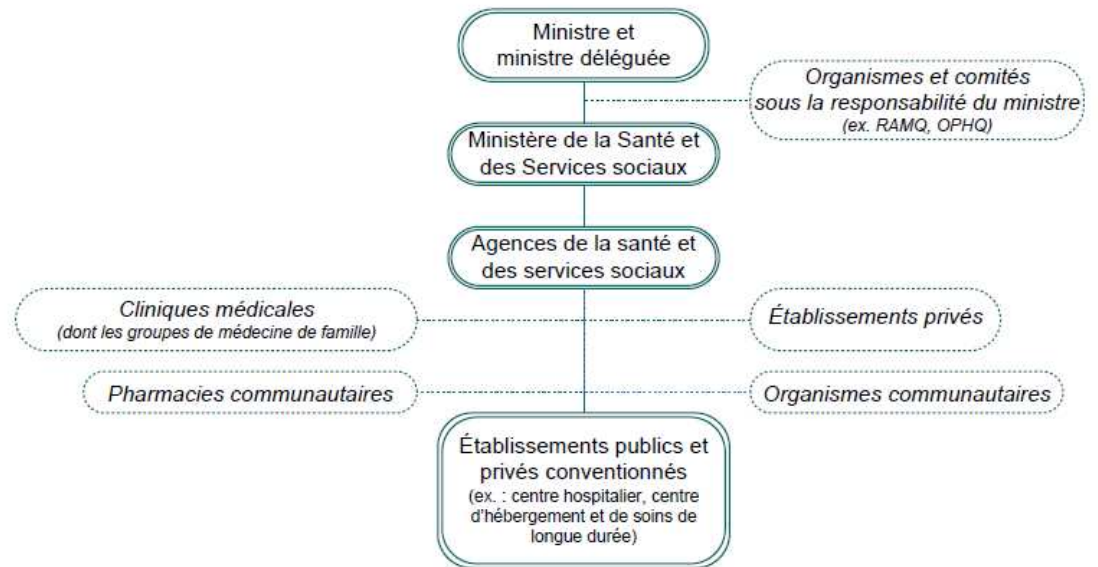 Ministre et
ministre déléguée
Organismes et comités
sous la responsabilité du ministre
(ex. RAMQ, OPHQ)
Ministère de la Santé et
des Services sociaux
Agences de la santé et
des services sociaux
Cliniques médicales
(dont les groupes de médecine de famille)
Établissements privés
Pharmacies communautaires
Organismes communautaires
Établissements publics et
privés conventionnés
(ex. : centre hospitalier, centre
d'hébergement et de soins de
longue durée)